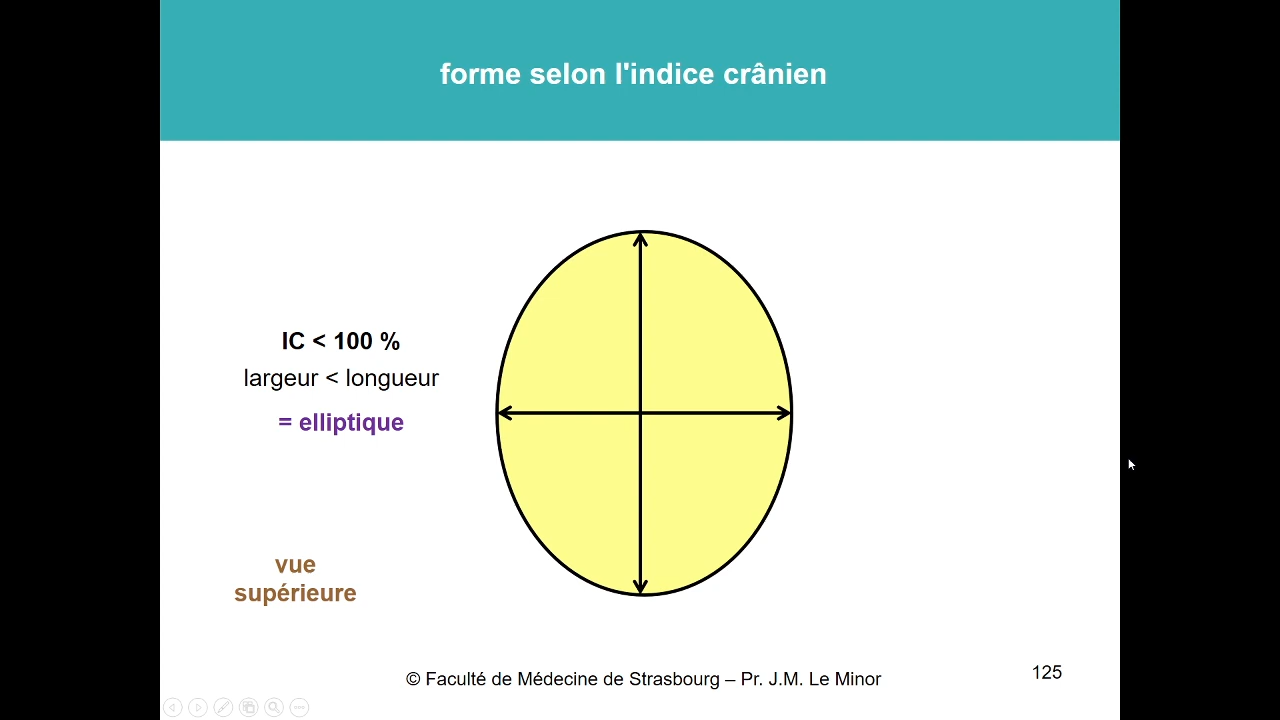 forme selon l'indice crânien
IC < 100 %
largeur < longueur
= elliptique
vue
supérieure
© Faculté de Médecine de Strasbourg – Pr. J.M. Le Minor
125